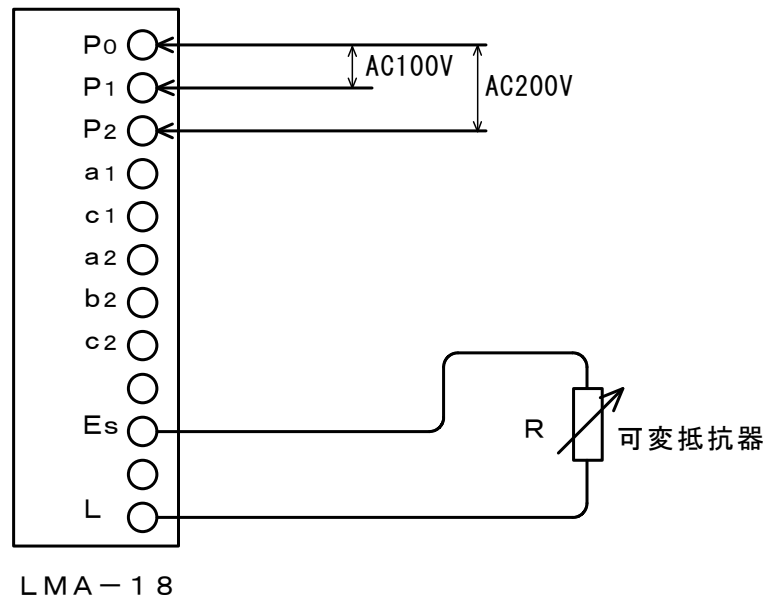 P0
AC100V
P1
AC200V
P2
a1
c1
a2
b2
c2
Es
R
可変抵抗器
L
LMA－18